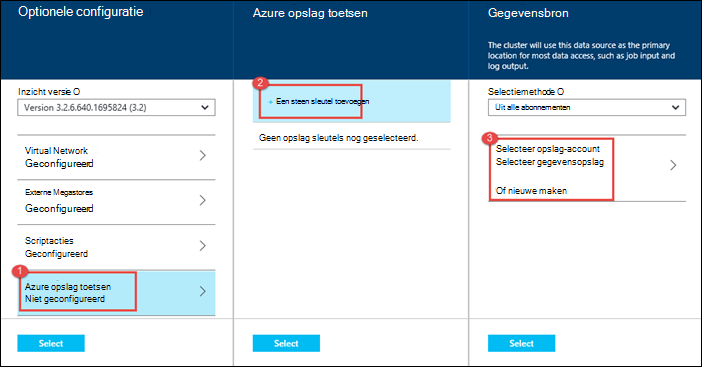 Optionele configuratie
Inzicht versie O
Version 3.2.6.640.1695824 (3.2)
Virtual Network
Geconfigureerd
Externe Megastores
Geconfigureerd
Scriptacties
Geconfigureerd
1
Azure opslag toetsen
Niet geconfigureerd
Select
Azure opslag toetsen
2
+ Een steen sleutel toevoegen
Geen opslag sleutels nog geselecteerd.
Select
Gegevensbron
The cluster will use this data source as the primary
location for most data access, such as job input and
log output.
Selectiemethode O
Uit alle abonnementen
3
Selecteer opslag-account
Selecteer gegevensopslag
Of nieuwe maken
Select